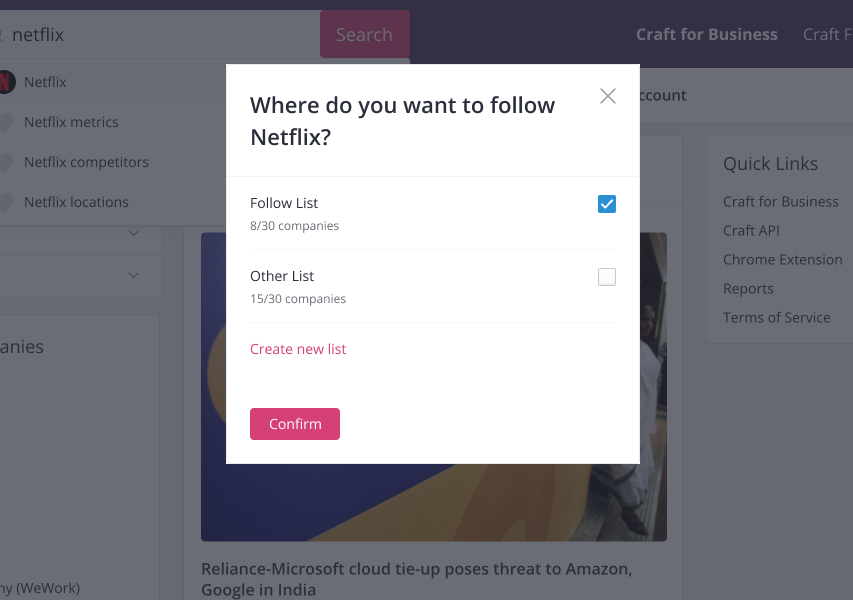 netflix
Search
Craft for Business
Craft F
Netflix
Netflix metrics
Netflix competitors
Netflix locations
ccount
Where do you want to follow
Netflix?
Follow List
8/30 companies
Other List
15/30 companies
Create new list
Confirm
Quick Links
Craft for Business
Craft API
Chrome Extension
Reports
Terms of Service
anies
ny (WeWork)
Reliance-Microsoft cloud tie-up poses threat to Amazon,
Google in India